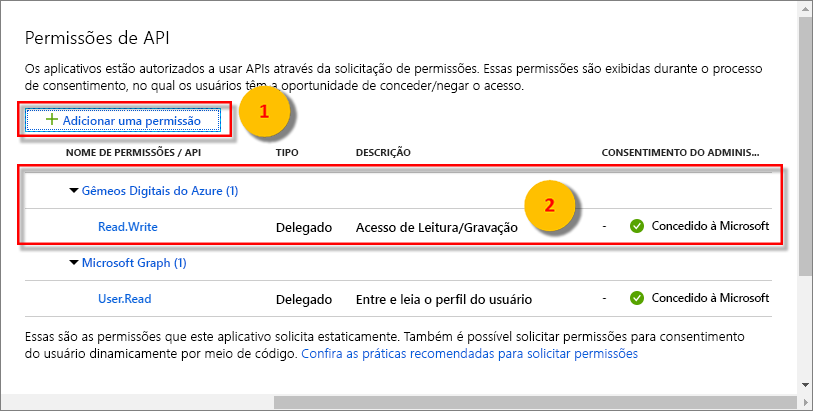 Permissões de API
Os aplicativos estão autorizados a usar APIs através da solicitação de permissões. Essas permissões são exibidas durante o processo
de consentimento, no qual os usuários têm a oportunidade de conceder/negar o acesso.
1
+ Adicionar uma permissão
NOME DE PERMISSÕES / API TIPO DESCRIÇÃO CONSENTIMENTO DO ADMINIS...
Gêmeos Digitais do Azure (1)
2
Read.Write Delegado Acesso de Leitura/Gravação - Concedido à Microsoft
Microsoft Graph (1)
User.Read Delegado Entre e leia o perfil do usuário - Concedido à Microsoft
Essas são as permissões que este aplicativo solicita estaticamente. Também é possível solicitar permissões para consentimento
do usuário dinamicamente por meio de código. Confira as práticas recomendadas para solicitar permissões